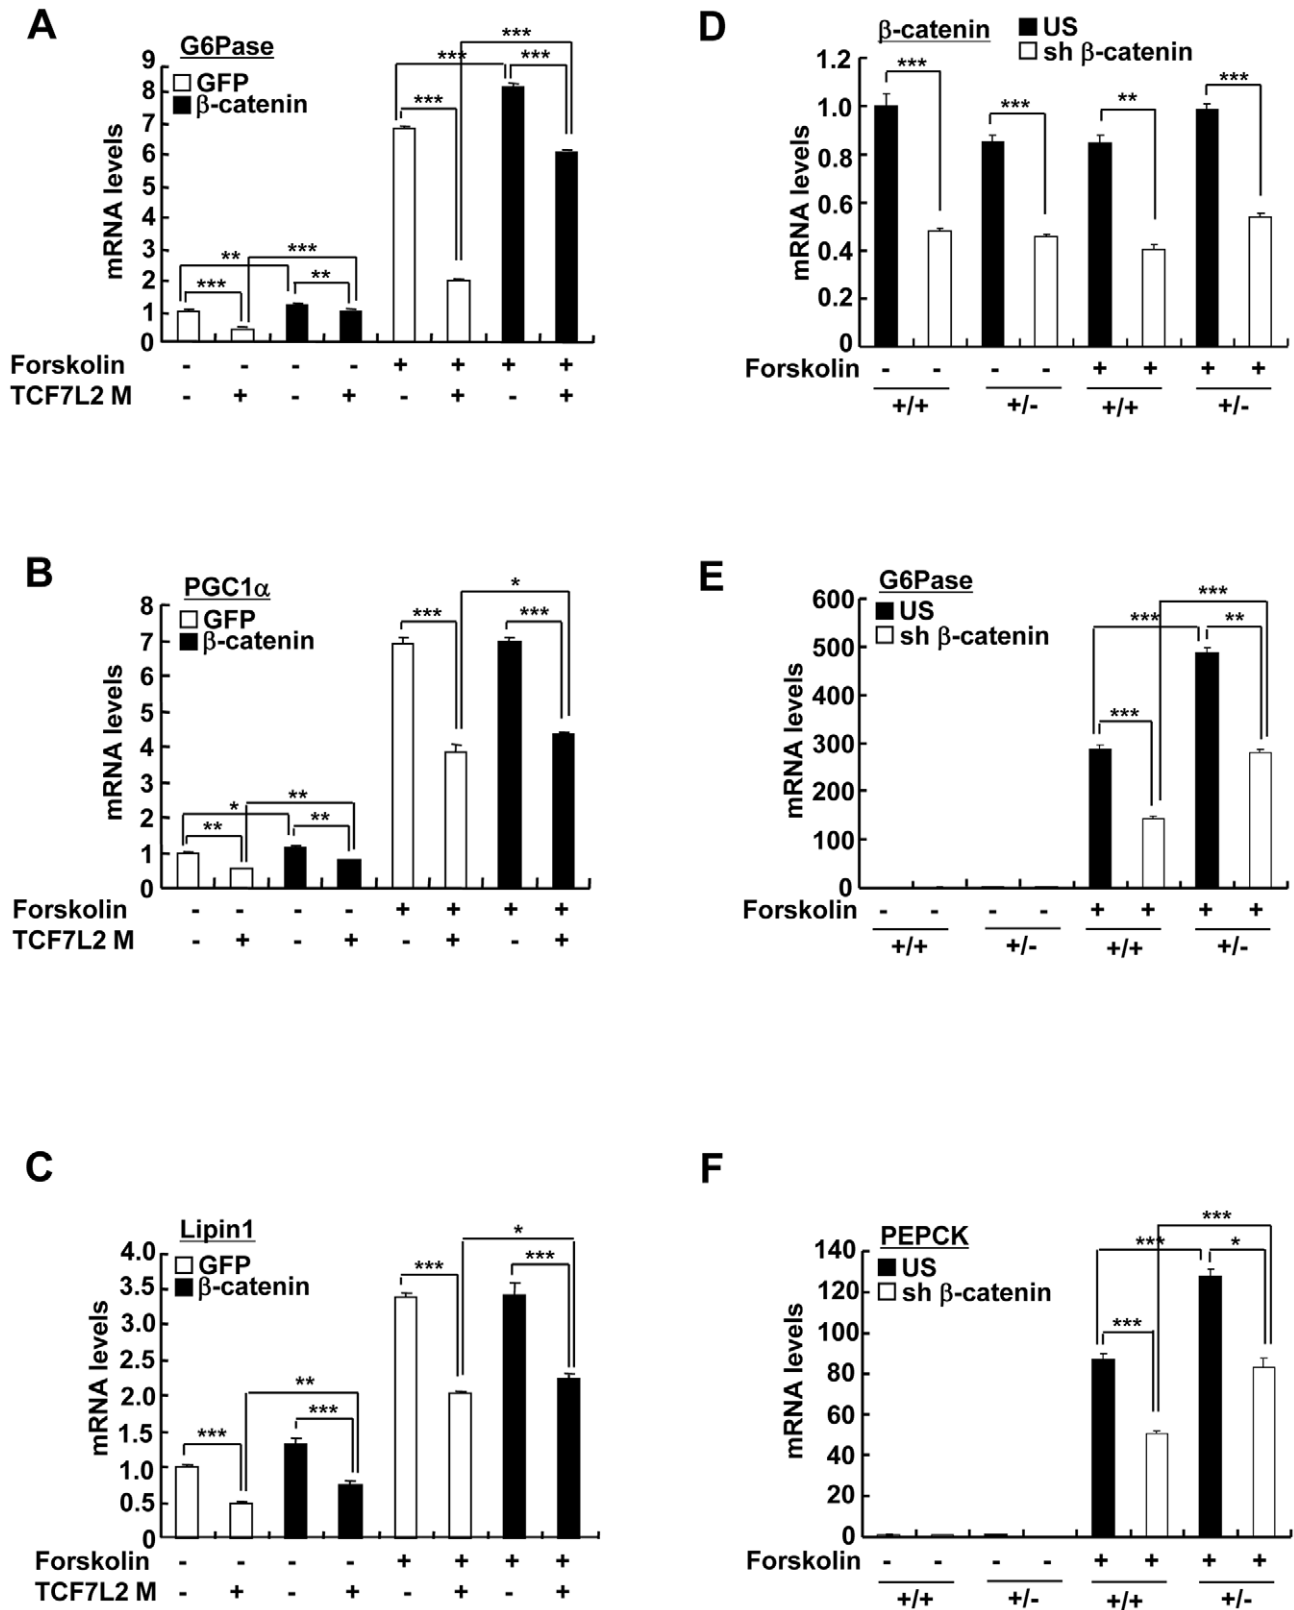 A
G6Pase
GFP
β-catenin
mRNA levels
9
8
7
6
5
4
3
2
1
0
*** ** *** ** *** *** *** ***
Forskolin - - - - + + + +
TCF7L2 M - + - + - + - +
B
PGC1α
GFP
β-catenin
mRNA levels
8
7
6
5
4
3
2
1
0
** * ** ** *** *** *
Forskolin - - - - + + + +
TCF7L2 M - + - + - + - +
C
Lipin1
GFP
β-catenin
mRNA levels
4.0
3.5
3.0
2.5
2.0
1.5
1.0
0.5
0
*** ** *** *** *** *
Forskolin - - - - + + + +
TCF7L2 M - + - + - + - +
D
β-catenin
US
sh β-catenin
mRNA levels
1.2
1.0
0.8
0.6
0.4
0.2
0
*** *** ** ***
Forskolin - - - - + + + +
+/+ +/- +/+ +/-
E
G6Pase
US
sh β-catenin
mRNA levels
600
500
400
300
200
100
0
*** *** ** ***
Forskolin - - - - + + + +
+/+ +/- +/+ +/-
F
PEPCK
US
sh β-catenin
mRNA levels
140
120
100
80
60
40
20
0
*** *** * ***
Forskolin - - - - + + + +
+/+ +/- +/+ +/-